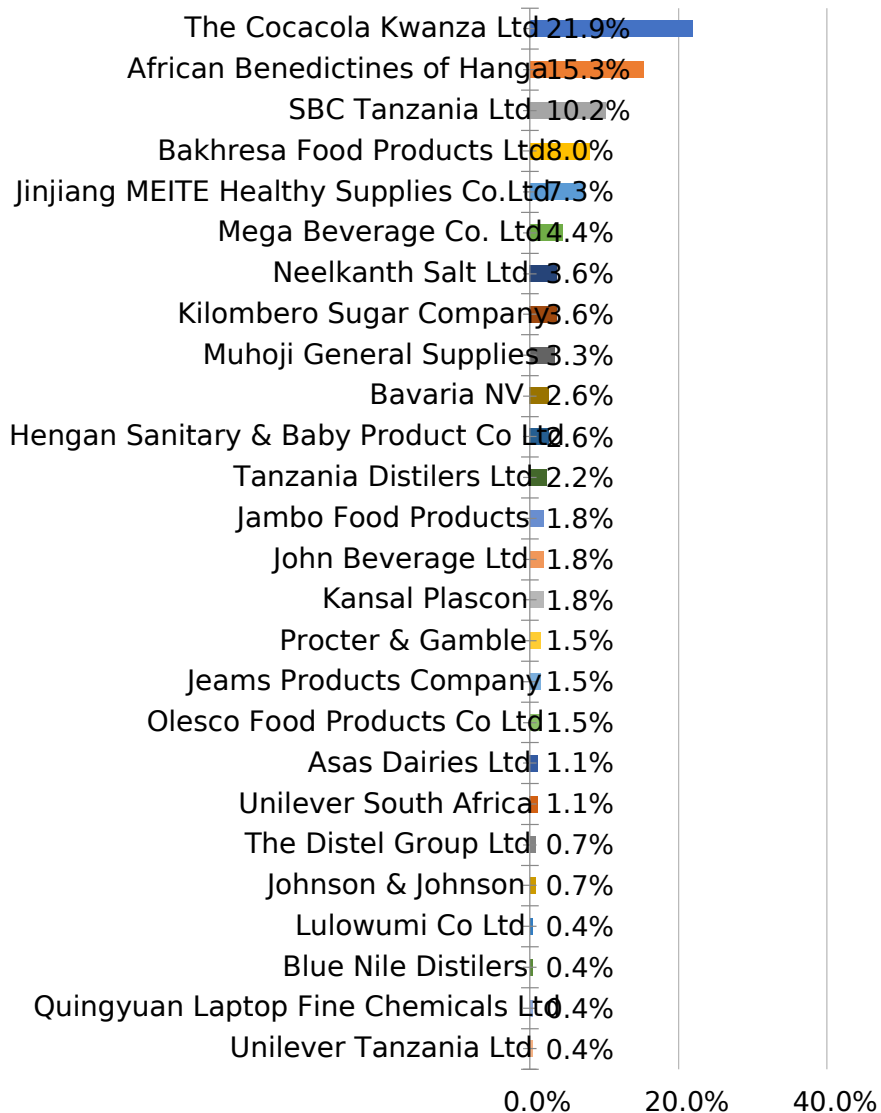 The Cocacola Kwanza Ltd 21.9%
African Benedictines of Hanga 15.3%
SBC Tanzania Ltd 10.2%
Bakhresa Food Products Ltd 8.0%
Jinjiang MEITE Healthy Supplies Co.Ltd 7.3%
Mega Beverage Co. Ltd 4.4%
Neelkanth Salt Ltd 3.6%
Kilombero Sugar Company 3.6%
Muhoji General Supplies 3.3%
Bavaria NV 2.6%
Hengan Sanitary & Baby Product Co Ltd 2.6%
Tanzania Distilers Ltd 2.2%
Jambo Food Products 1.8%
John Beverage Ltd 1.8%
Kansal Plascon 1.8%
Procter & Gamble 1.5%
Jeams Products Company 1.5%
Olesco Food Products Co Ltd 1.5%
Asas Dairies Ltd 1.1%
Unilever South Africa 1.1%
The Distel Group Ltd 0.7%
Johnson & Johnson 0.7%
Lulowumi Co Ltd 0.4%
Blue Nile Distilers 0.4%
Quingyuan Laptop Fine Chemicals Ltd 0.4%
Unilever Tanzania Ltd 0.4%
0.0% 20.0% 40.0%